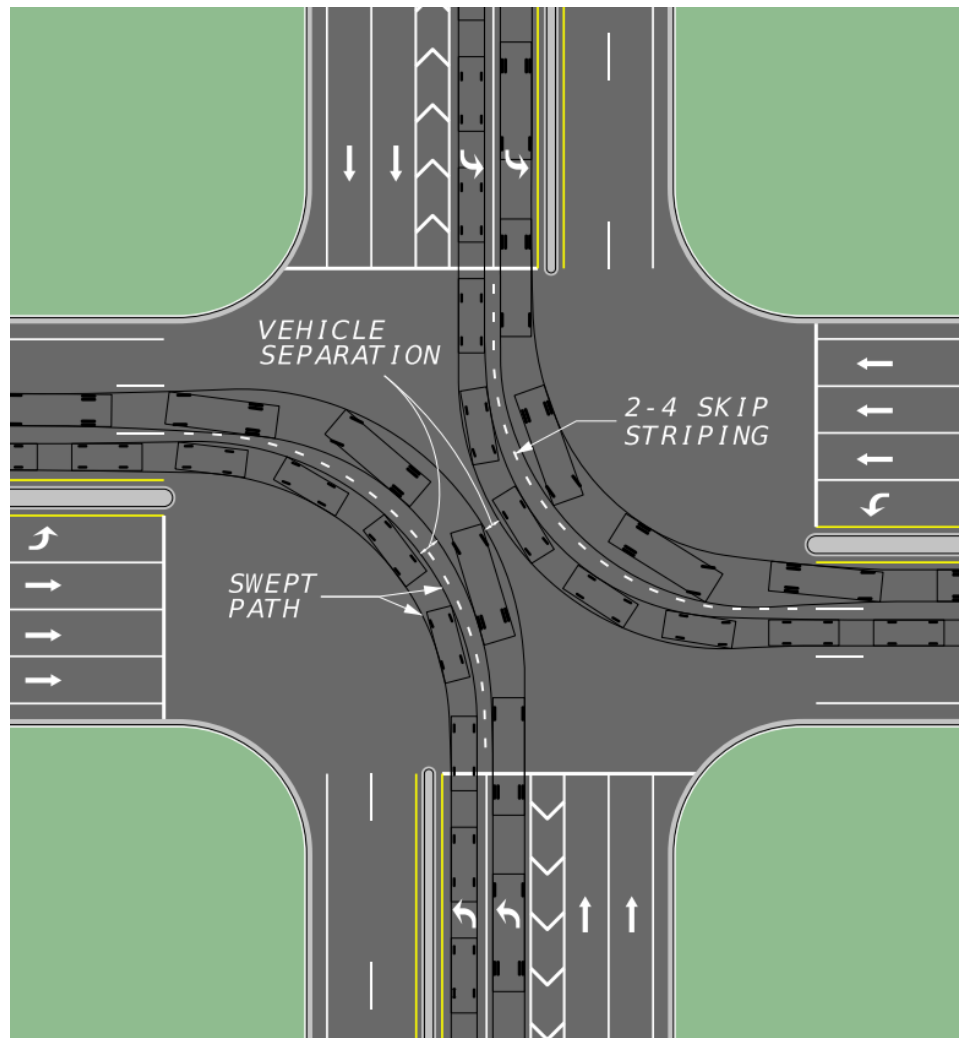 VEHICLE
SEPARATION
2-4 SKIP
STRIPING
SWEPT
PATH